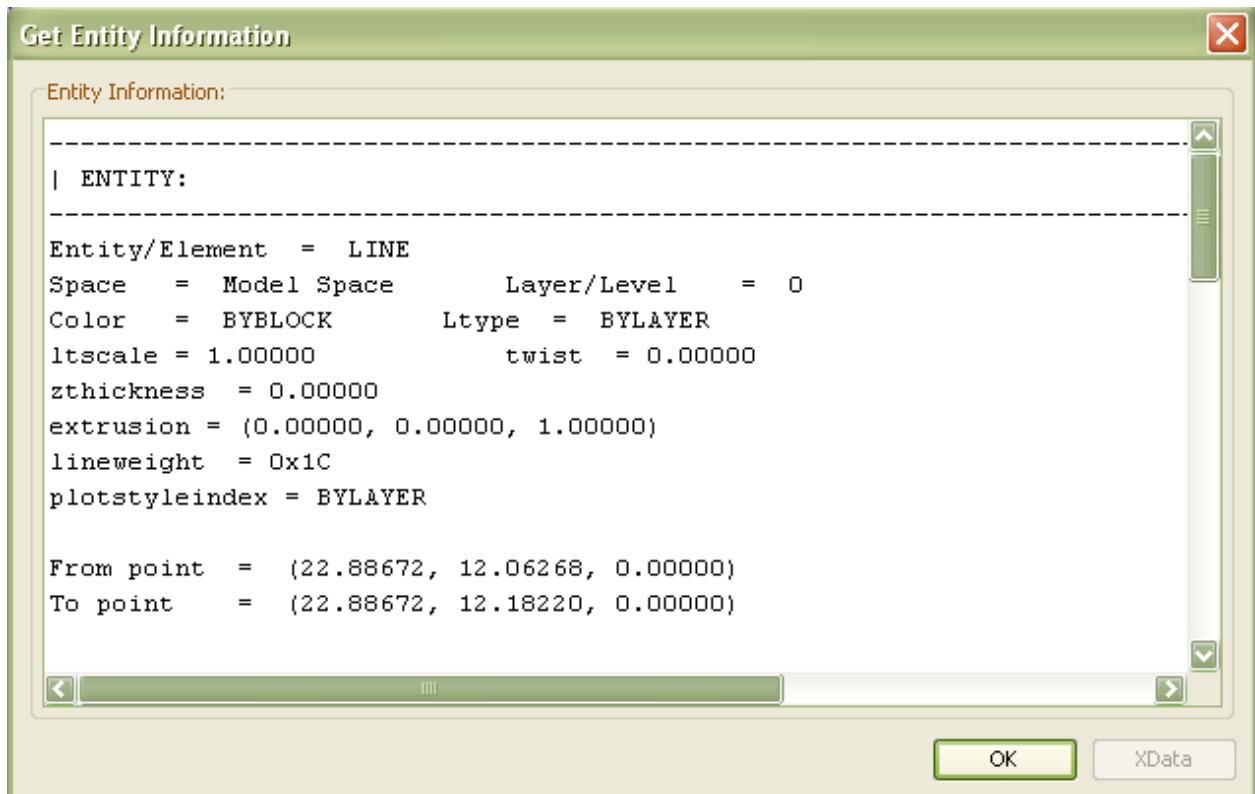 Get Entity Information
Entity Information:
--------------------------------------------------------------------------
| ENTITY:
--------------------------------------------------------------------------
Entity/Element  =  LINE
Space   =  Model Space       Layer/Level    =  0
Color   =  BYBLOCK       Ltype  =  BYLAYER
ltscale = 1.00000            twist  = 0.00000
zthickness  = 0.00000
extrusion = (0.00000, 0.00000, 1.00000)
lineweight  = 0x1C
plotstyleindex = BYLAYER
From point  =  (22.88672, 12.06268, 0.00000)
To point    =  (22.88672, 12.18220, 0.00000)
OK XData